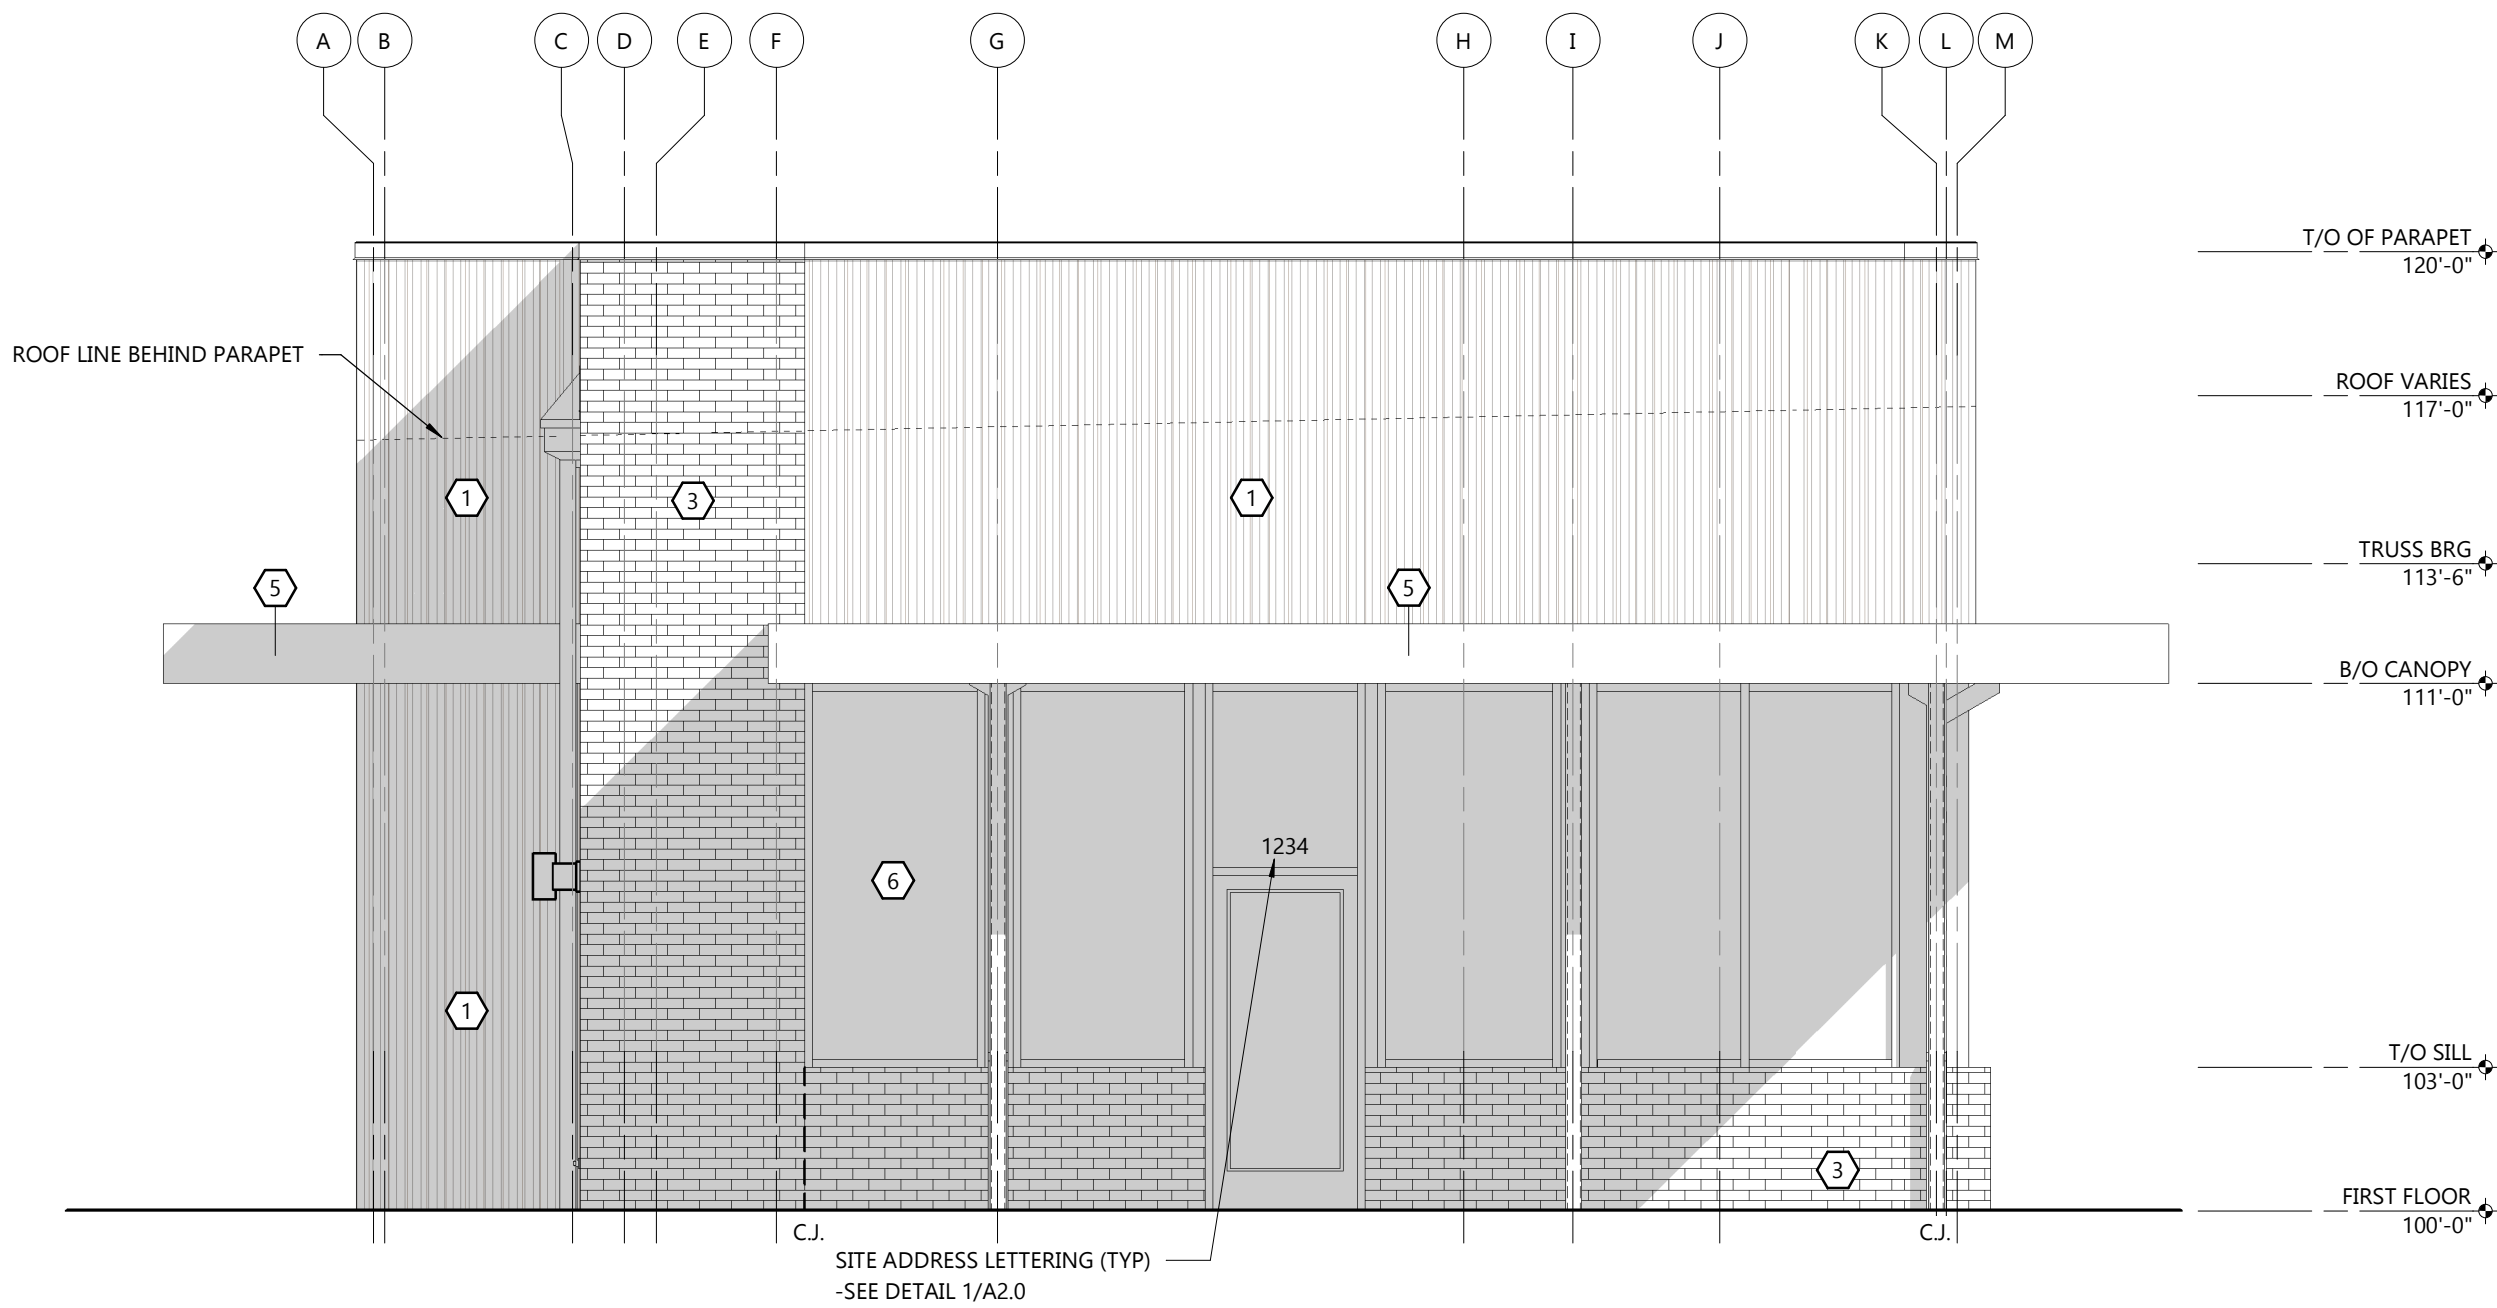 A
B
C
D
E
F
G
H
I
J
K
L
M
T/O OF PARAPET
120'-0"
ROOF LINE BEHIND PARAPET
ROOF VARIES
117'-0"
1
3
1
TRUSS BRG
113'-6"
5
5
B/O CANOPY
111'-0"
1234
6
1
T/O SILL
103'-0"
3
FIRST FLOOR
100'-0"
C.J.
C.J.
SITE ADDRESS LETTERING (TYP)
-SEE DETAIL 1/A2.0